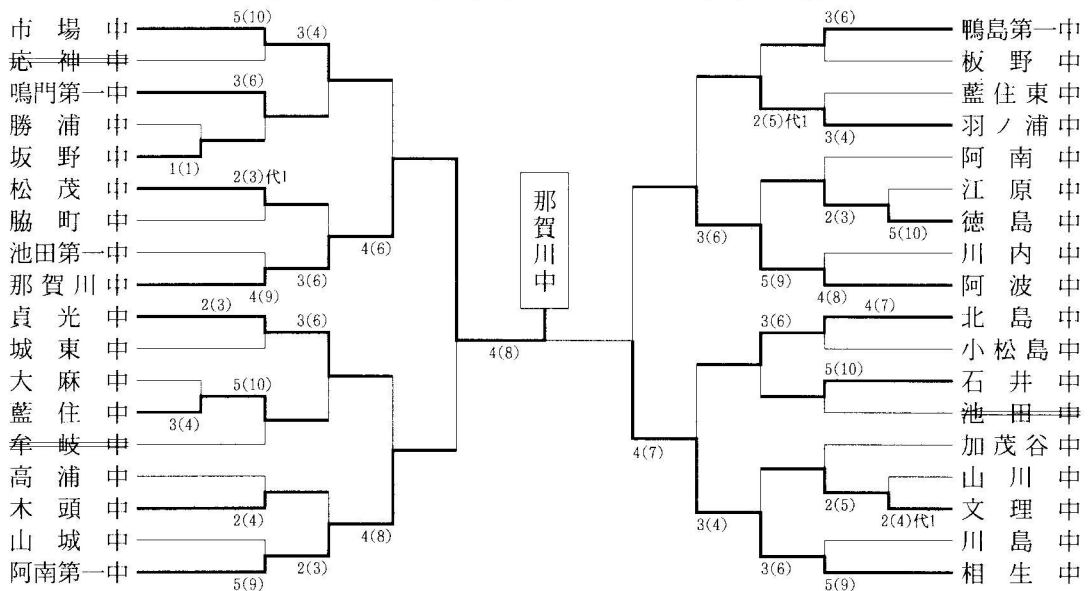 市場中
応神中
鳴門第一中
勝浦中
坂野中
松茂中
脇町中
池田第一中
那賀川中
貞光中
城東中
大麻中
藍住中
牟岐中
高浦中
木頭中
山城中
阿南第一中
5(10)
3(4)
3(6)
1(1)
2(3)代1
4(6)
3(6)
4(9)
2(3)
3(6)
5(10)
3(4)
2(4)
4(8)
2(3)
5(9)
4(8)
那賀川中
3(6)
2(5)代1
3(4)
2(3)
5(10)
3(6)
5(9)
4(8)
4(7)
3(6)
5(10)
4(7)
2(5)
2(4)代1
3(4)
3(6)
5(9)
鴨島第一中
板野中
藍住東中
羽ノ浦中
阿南中
江原中
徳島中
川内中
阿波中
北島中
小松島中
石井中
池田中
加茂谷中
山川中
文理中
川島中
相生中